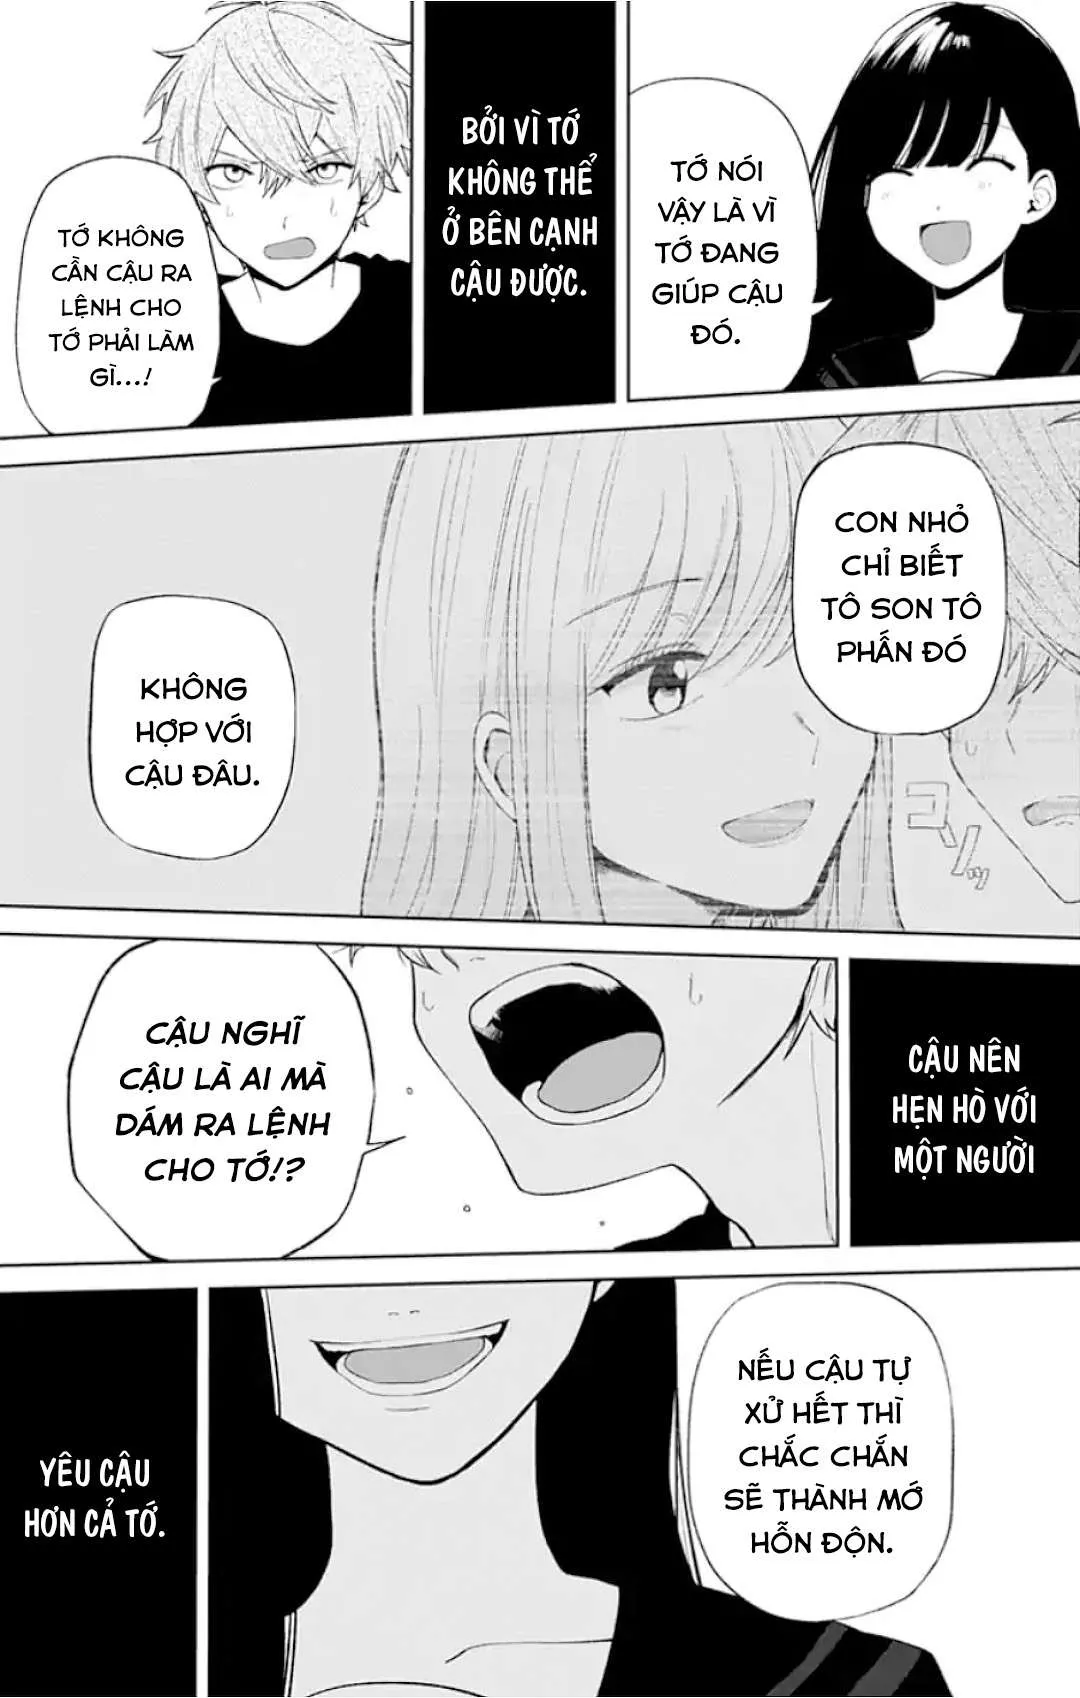 TỚ NÓI
VẬY LÀ VÌ
TỚ ĐANG
GIÚP CẬU
ĐÓ.
BỞI VÌ TỚ
KHÔNG THỂ
Ở BÊN CẠNH
CẬU ĐƯỢC.
TỚ KHÔNG
CẦN CẬU RA
LỆNH CHO
TỚ PHẢI LÀM
GÌ...!
CON NHỎ
CHỈ BIẾT
TÔ SON TÔ
PHẤN ĐÓ
コソッ
KHÔNG
HỢP VỚI
CẬU ĐÂU.
CẬU NÊN
HẸN HÒ VỚI
MỘT NGƯỜI
CẬU NGHĨ
CẬU LÀ AI MÀ
DÁM RA LỆNH
CHO TỚ!?
NẾU CẬU TỰ
XỬ HẾT THÌ
CHẮC CHẮN
SẼ THÀNH MỚ
HỖN ĐỘN.
YÊU CẬU
HƠN CẢ TỚ.